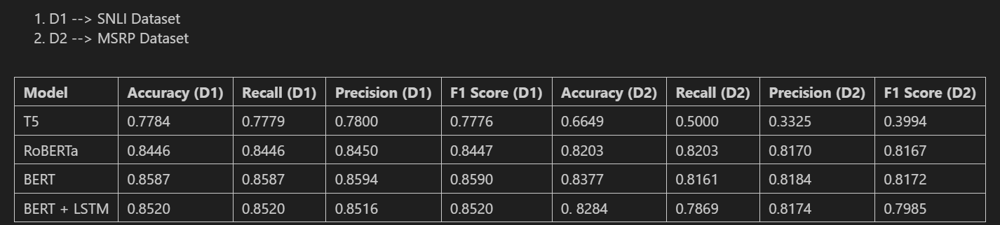 1. D1 --> SNLI Dataset
2. D2 --> MSRP Dataset
Model Accuracy (D1) Recall (D1) Precision (D1) F1 Score (D1) Accuracy (D2) Recall (D2) Precision (D2) F1 Score (D2)
T5 0.7784 0.7779 0.7800 0.7776 0.6649 0.5000 0.3325 0.3994
RoBERTa 0.8446 0.8446 0.8450 0.8447 0.8203 0.8203 0.8170 0.8167
BERT 0.8587 0.8587 0.8594 0.8590 0.8377 0.8161 0.8184 0.8172
BERT + LSTM 0.8520 0.8520 0.8516 0.8520 0. 8284 0.7869 0.8174 0.7985